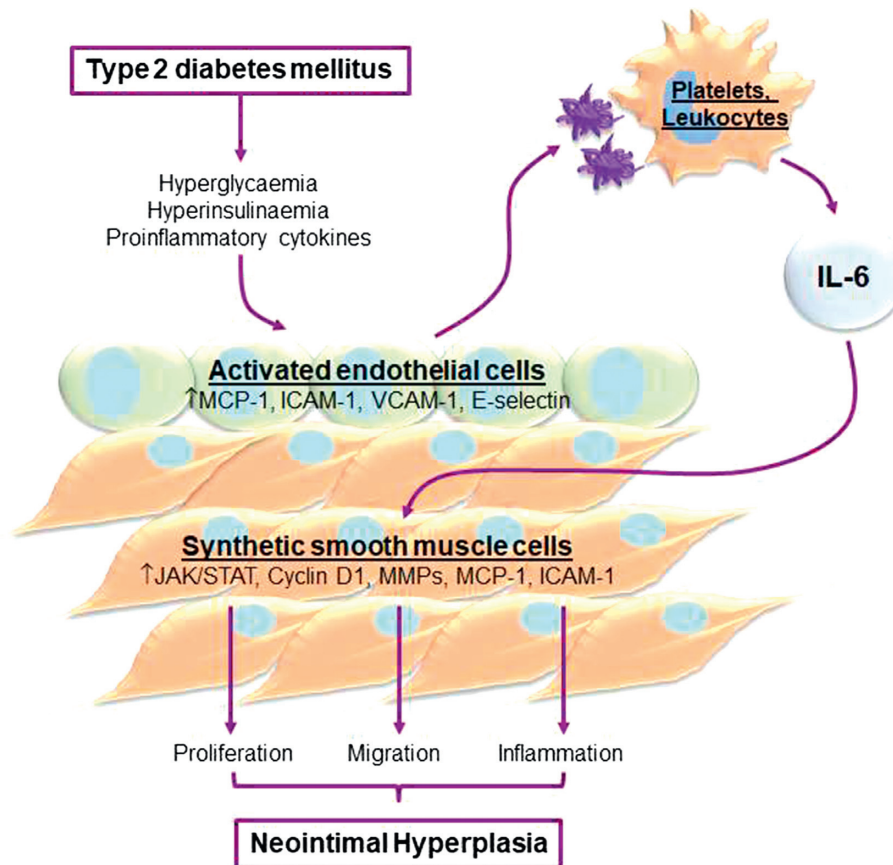 Type 2 diabetes mellitus
Hyperglycaemia
Hyperinsulinaemia
Proinflammatory cytokines
Platelets,
Leukocytes
IL-6
Activated endothelial cells
↑MCP-1, ICAM-1, VCAM-1, E-selectin
Synthetic smooth muscle cells
↑JAK/STAT, Cyclin D1, MMPs, MCP-1, ICAM-1
Proliferation
Migration
Inflammation
Neointimal Hyperplasia